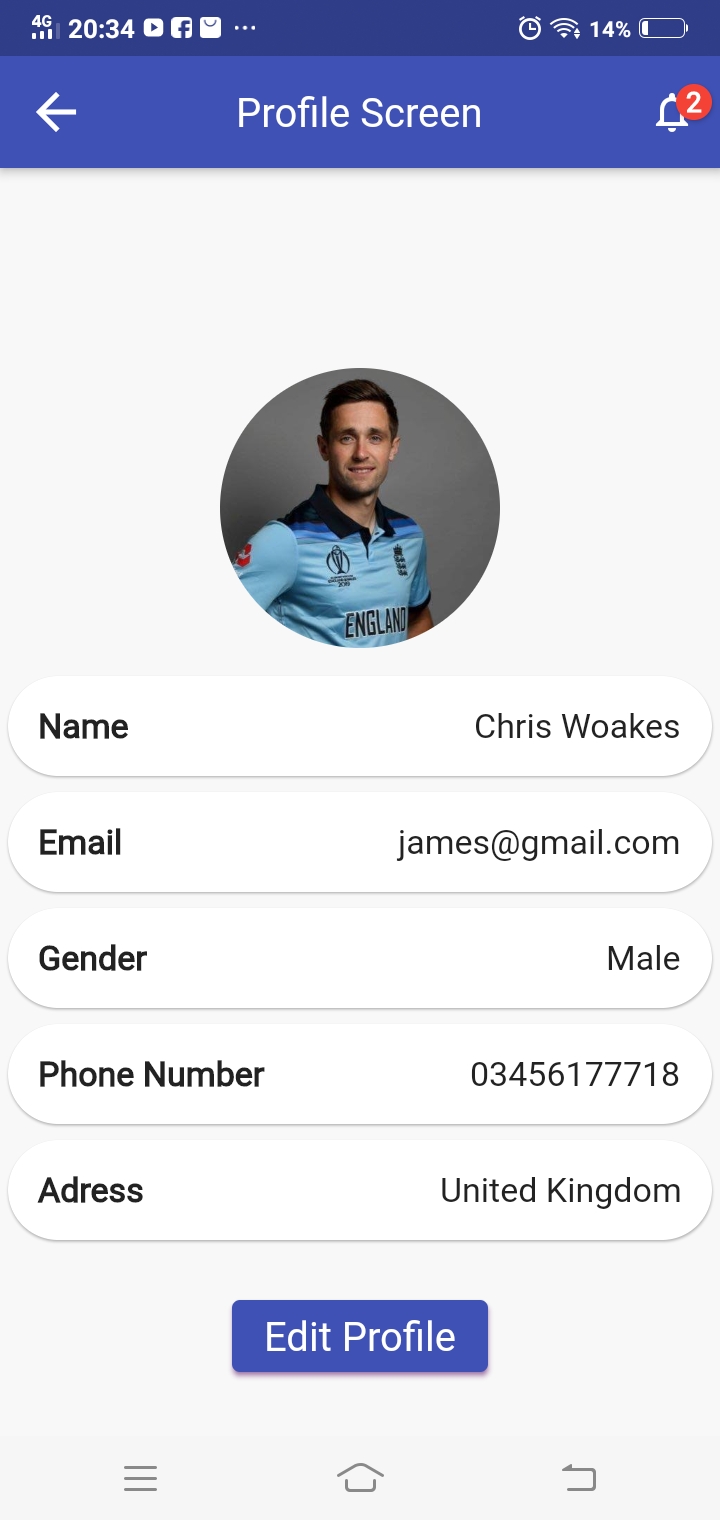 4G
20:34
14%
Profile Screen
2
2019
ENGLAND
Name Chris Woakes
Email james@gmail.com
Gender Male
Phone Number 03456177718
Adress United Kingdom
Edit Profile